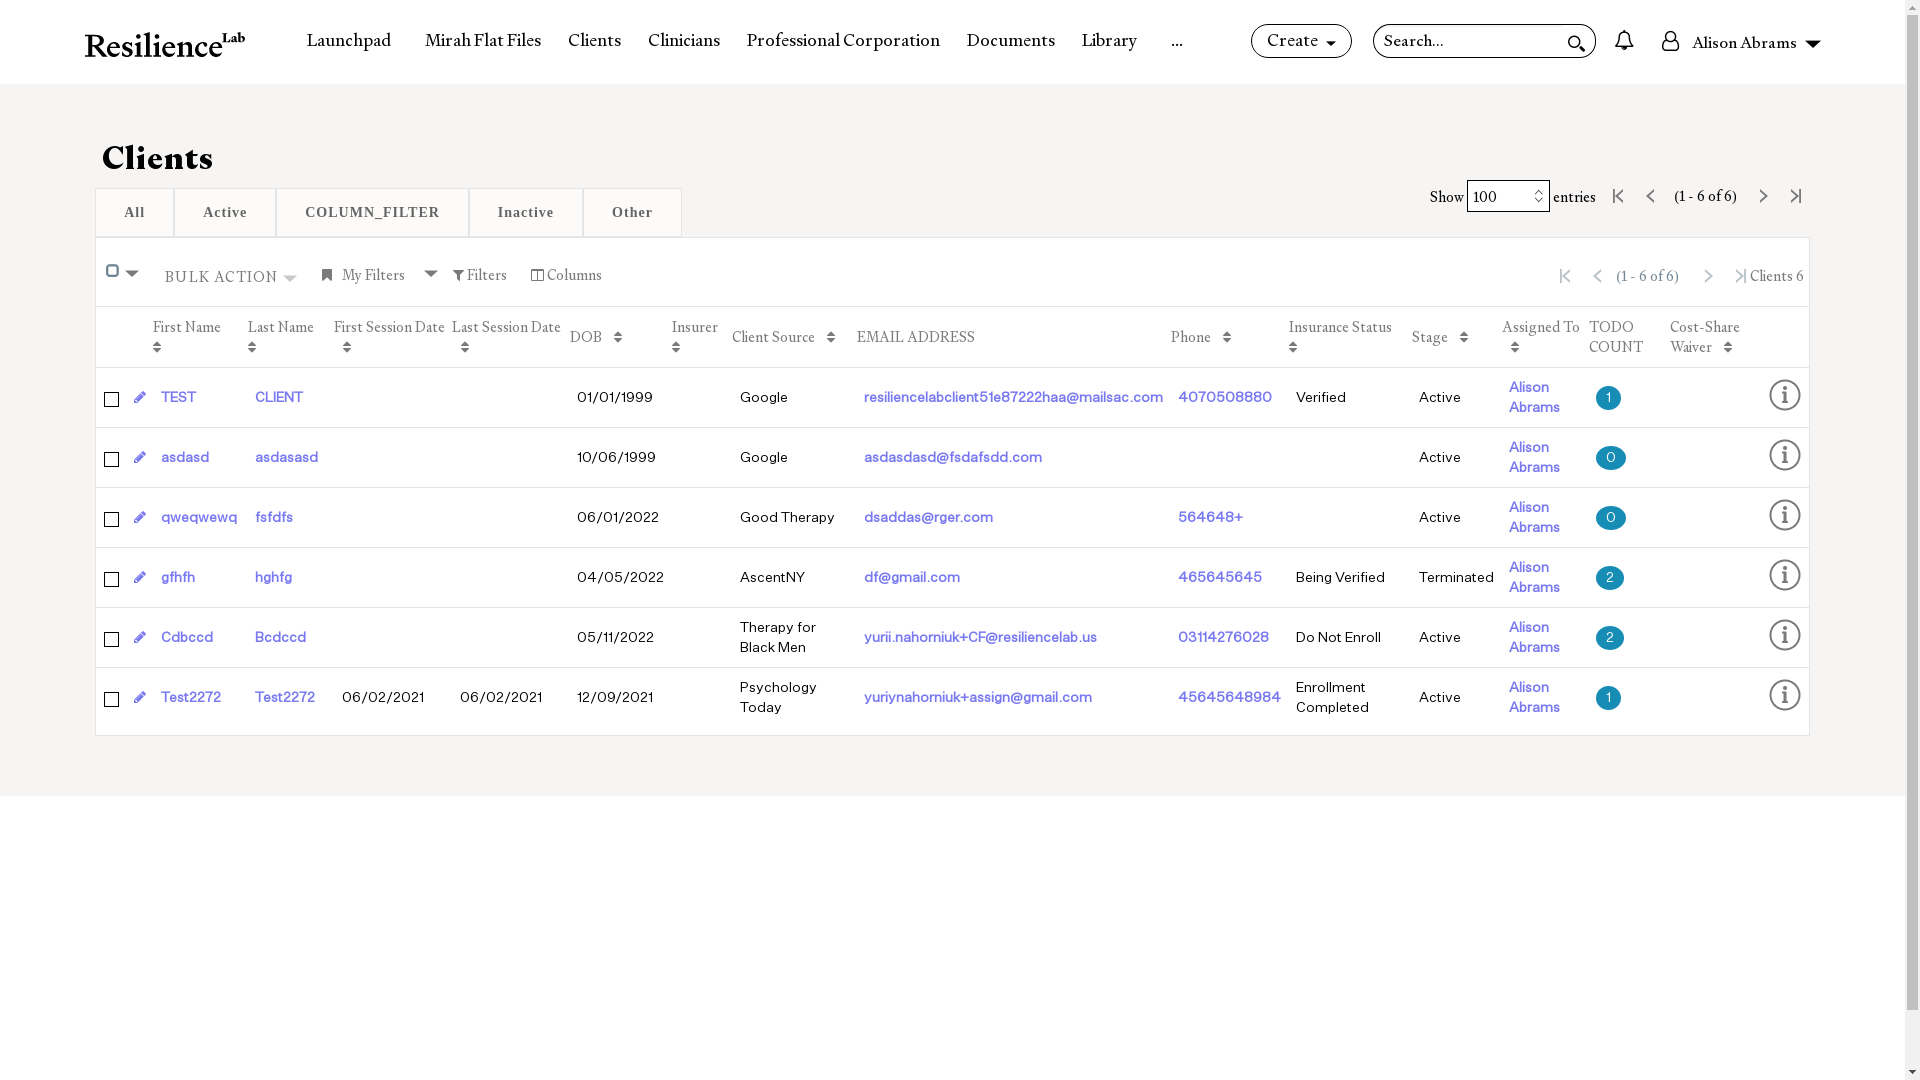 ResilienceLab Launchpad Mirah Flat Files Clients Clinicians Professional Corporation Documents Library ... Create Search... Alison Abrams
Clients
Show 100 entries (1 - 6 of 6)
All Active COLUMN_FILTER Inactive Other
BULK ACTION My Filters Filters Columns (1 - 6 of 6) Clients 6
First Name Last Name First Session Date Last Session Date DOB Insurer Client Source EMAIL ADDRESS Phone Insurance Status Stage Assigned To TODO COUNT Cost-Share Waiver
TEST CLIENT 01/01/1999 Google resiliencelabclient51e87222haa@mailsac.com 4070508880 Verified Active Alison Abrams 1
asdasd asdasasd 10/06/1999 Google asdasdasd@fsdafsdd.com Active Alison Abrams 0
qweqwewq fsfdfs 06/01/2022 Good Therapy dsaddas@rger.com 564648+ Active Alison Abrams 0
gfhfh hghfg 04/05/2022 AscentNY df@gmail.com 465645645 Being Verified Terminated Alison Abrams 2
Cdbccd Bcdccd 05/11/2022 Therapy for Black Men yurii.nahorniuk+CF@resiliencelab.us 03114276028 Do Not Enroll Active Alison Abrams 2
Test2272 Test2272 06/02/2021 06/02/2021 12/09/2021 Psychology Today yuriynahorniuk+assign@gmail.com 45645648984 Enrollment Completed Active Alison Abrams 1